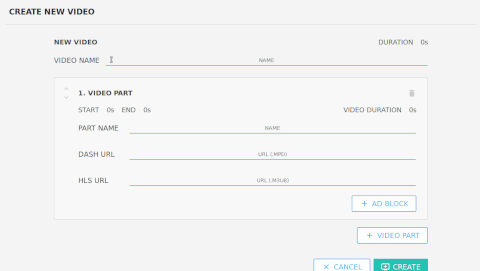 CREATE NEW VIDEO
NEW VIDEO DURATION 0s
VIDEO NAME NAME
1. VIDEO PART
START 0s END 0s VIDEO DURATION 0s
PART NAME NAME
DASH URL URL (.MPD)
HLS URL URL (.M3U8)
+ AD BLOCK
+ VIDEO PART
× CANCEL CREATE